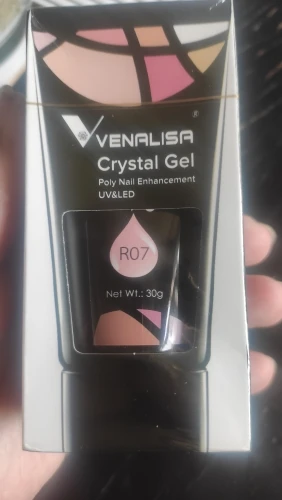 VENALISA®
Crystal Gel
Poly Nail Enhancement
UV&LED
R07
Net Wt.: 30g